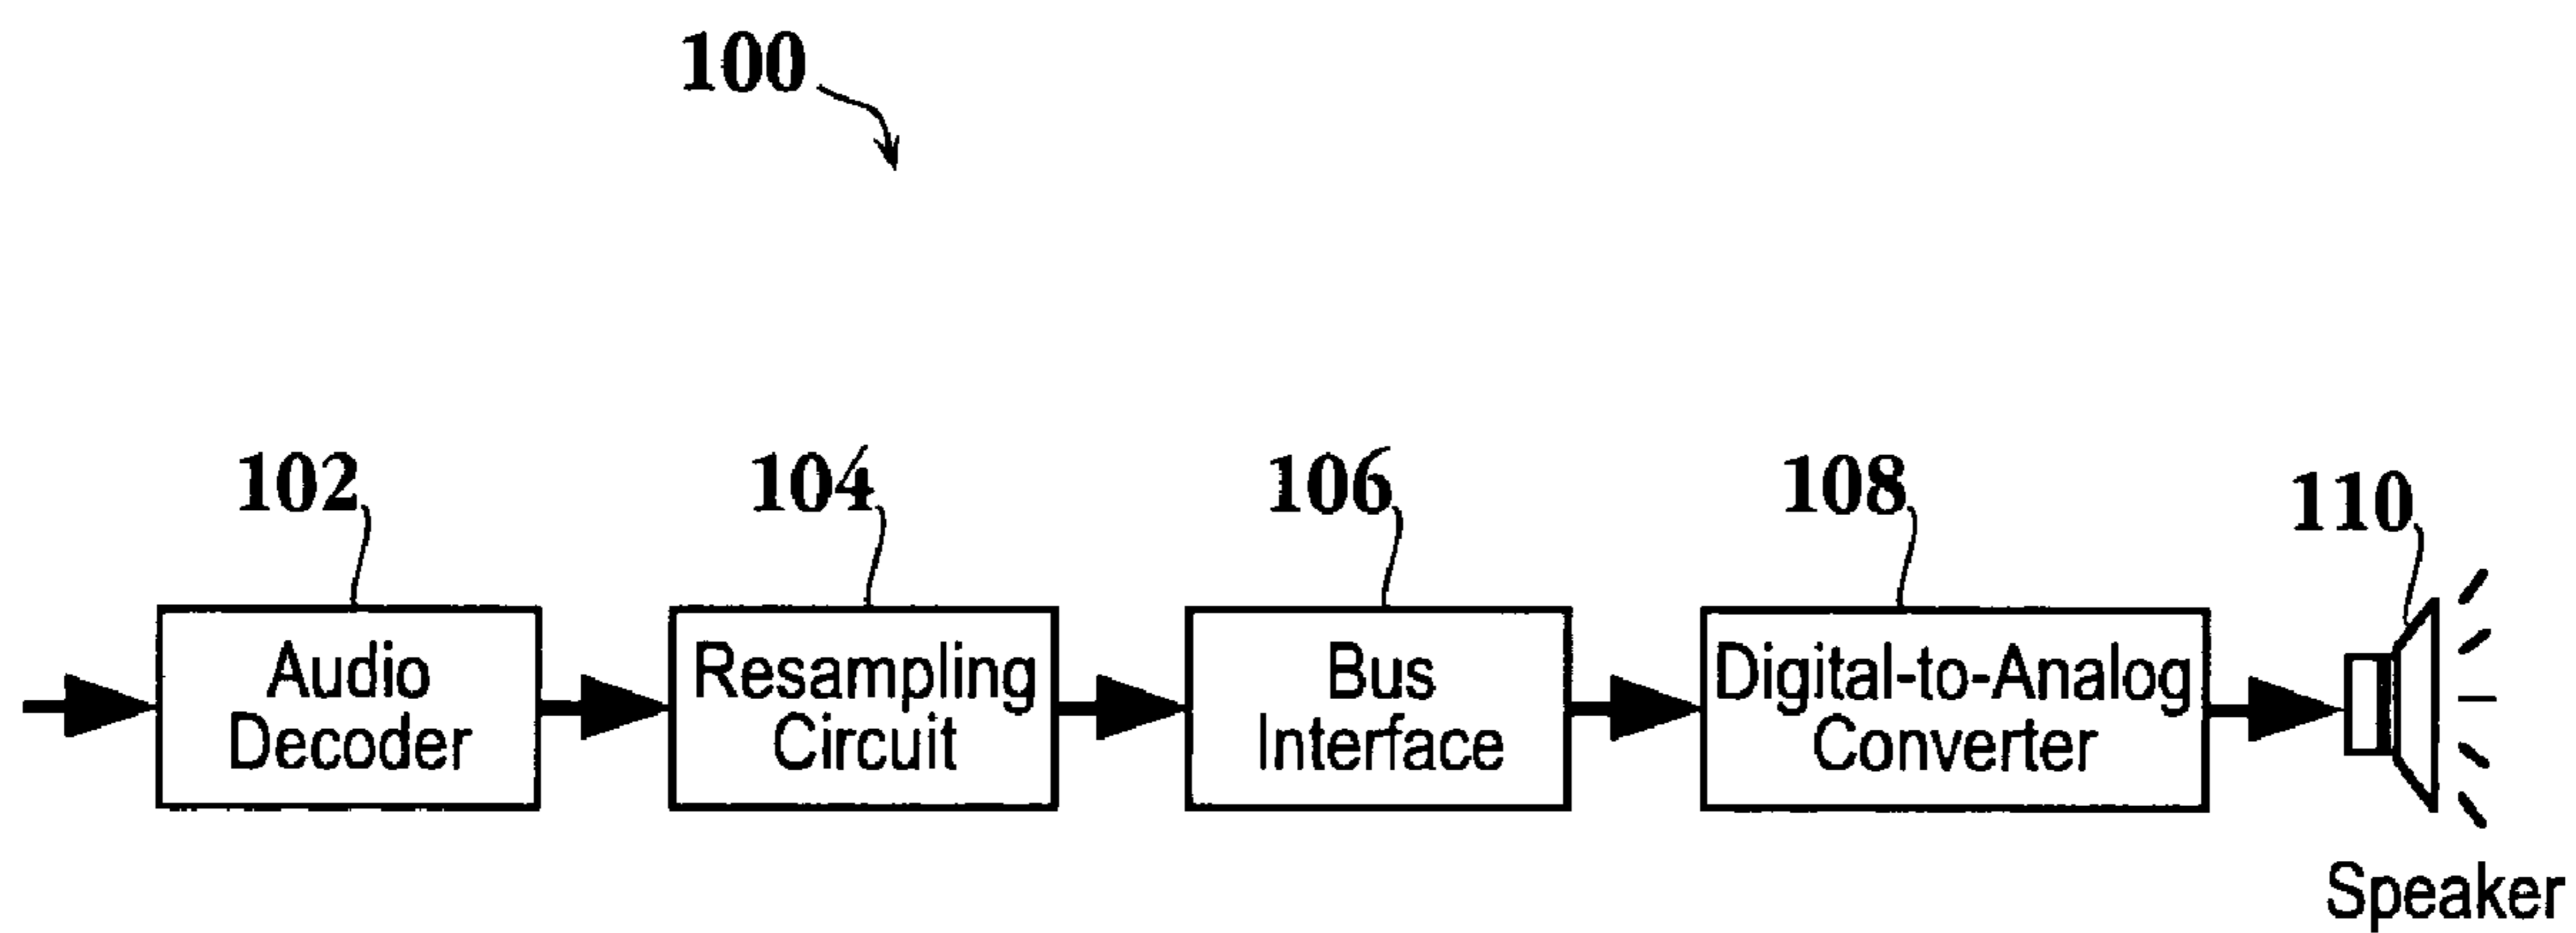 100
102
104
106
108
110
Audio
Decoder
Resampling
Circuit
Bus
Interface
Digital-to-Analog
Converter
Speaker